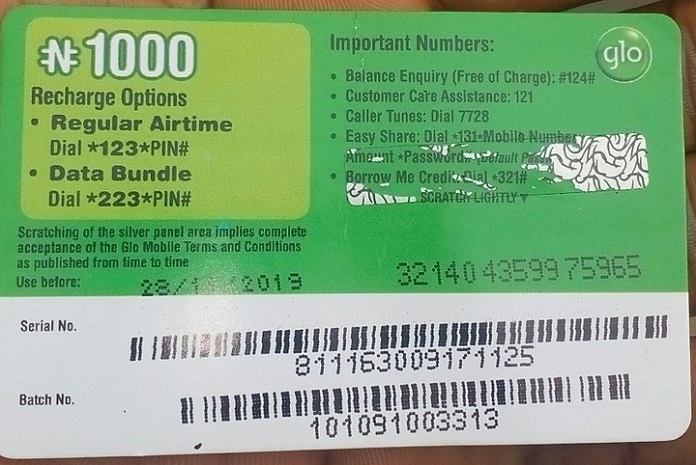 ₦1000
Recharge Options
• Regular Airtime
Dial *123*PIN#
• Data Bundle
Dial *223*PIN#
Scratching of the silver panel area implies complete
acceptance of the Glo Mobile Terms and Conditions
as published from time to time
Use before:
28/ 2019
Important Numbers:
glo
• Balance Enquiry (Free of Charge): #124#
• Customer Care Assistance: 121
• Caller Tunes: Dial 7728
• Easy Share: Dial *131*Mobile Number
Amount *Password# (Default
• Borrow Me Credit Dial *321#
SCRATCH LIGHTLY▼
32140 43599 75965
Serial No.
811163009171125
Batch No.
101091003313